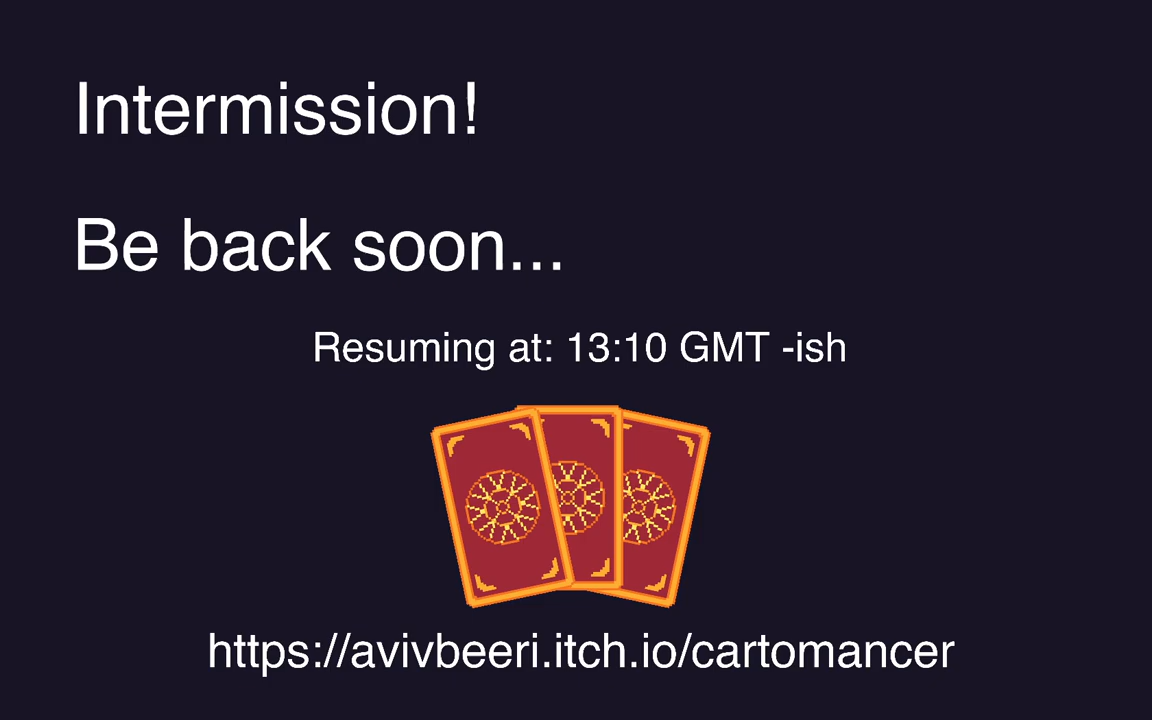 Intermission!
Be back soon...
Resuming at: 13:10 GMT -ish
https://avivbeeri.itch.io/cartomancer